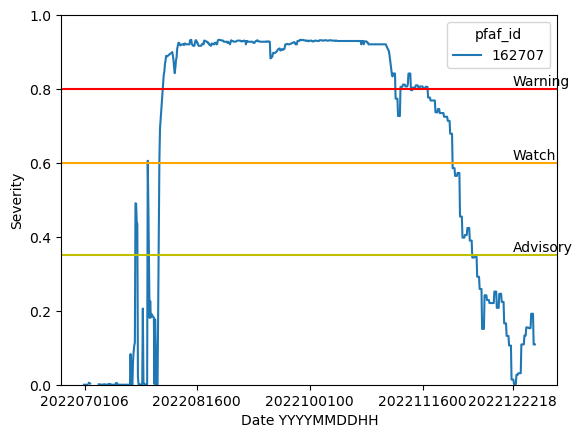 1.0
pfaf_id
162707
Warning
0.8
Watch
0.6
Severity
0.4
Advisory
0.2
0.0
2022070106 2022081600 2022100100 2022111600 2022122218
Date YYYYMMDDHH